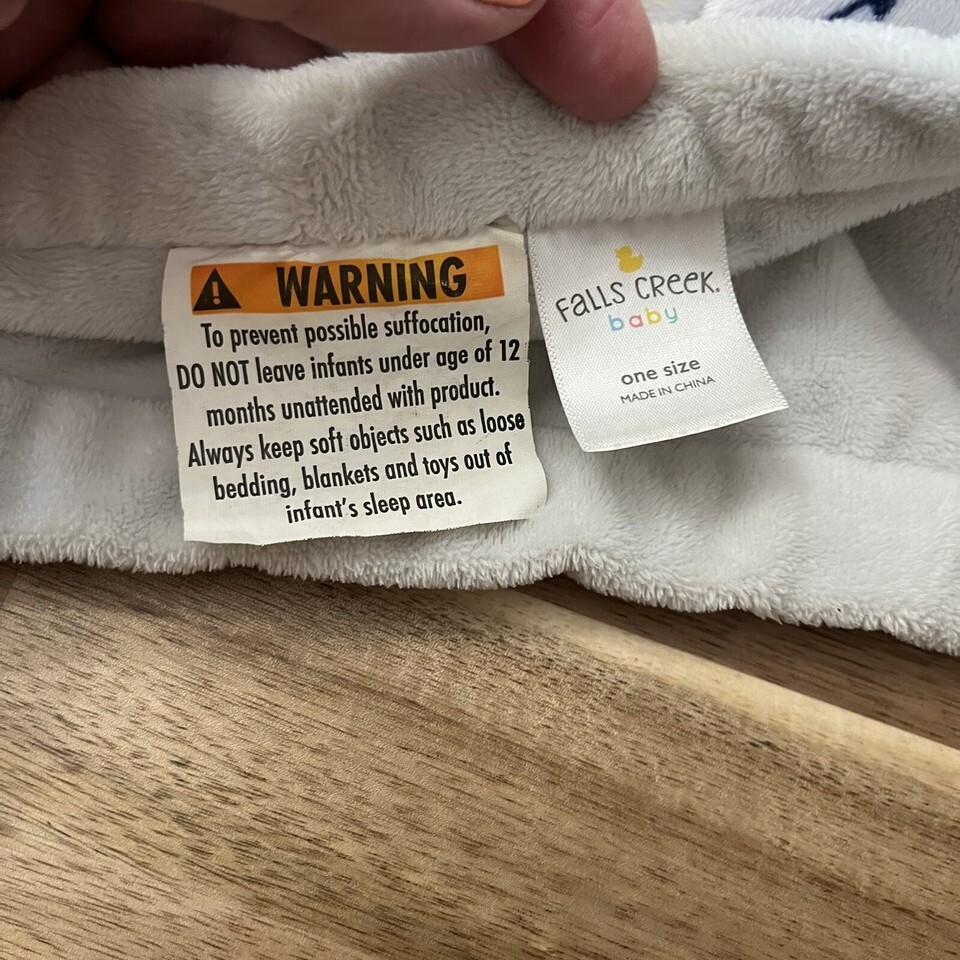 WARNING
To prevent possible suffocation,
DO NOT leave infants under age of 12
months unattended with product.
Always keep soft objects such as loose
bedding, blankets and toys out of
infant's sleep area.
FALLS CREEK.
baby
one size
MADE IN CHINA